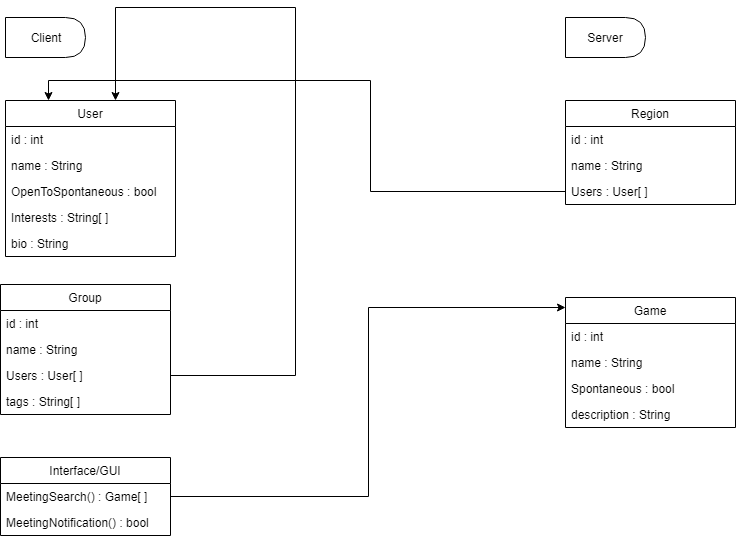 Client
Server
User
id : int
name : String
OpenToSpontaneous : bool
Interests : String[ ]
bio : String
Region
id : int
name : String
Users : User[ ]
Group
id : int
name : String
Users : User[ ]
tags : String[ ]
Game
id : int
name : String
Spontaneous : bool
description : String
Interface/GUI
MeetingSearch() : Game[ ]
MeetingNotification() : bool